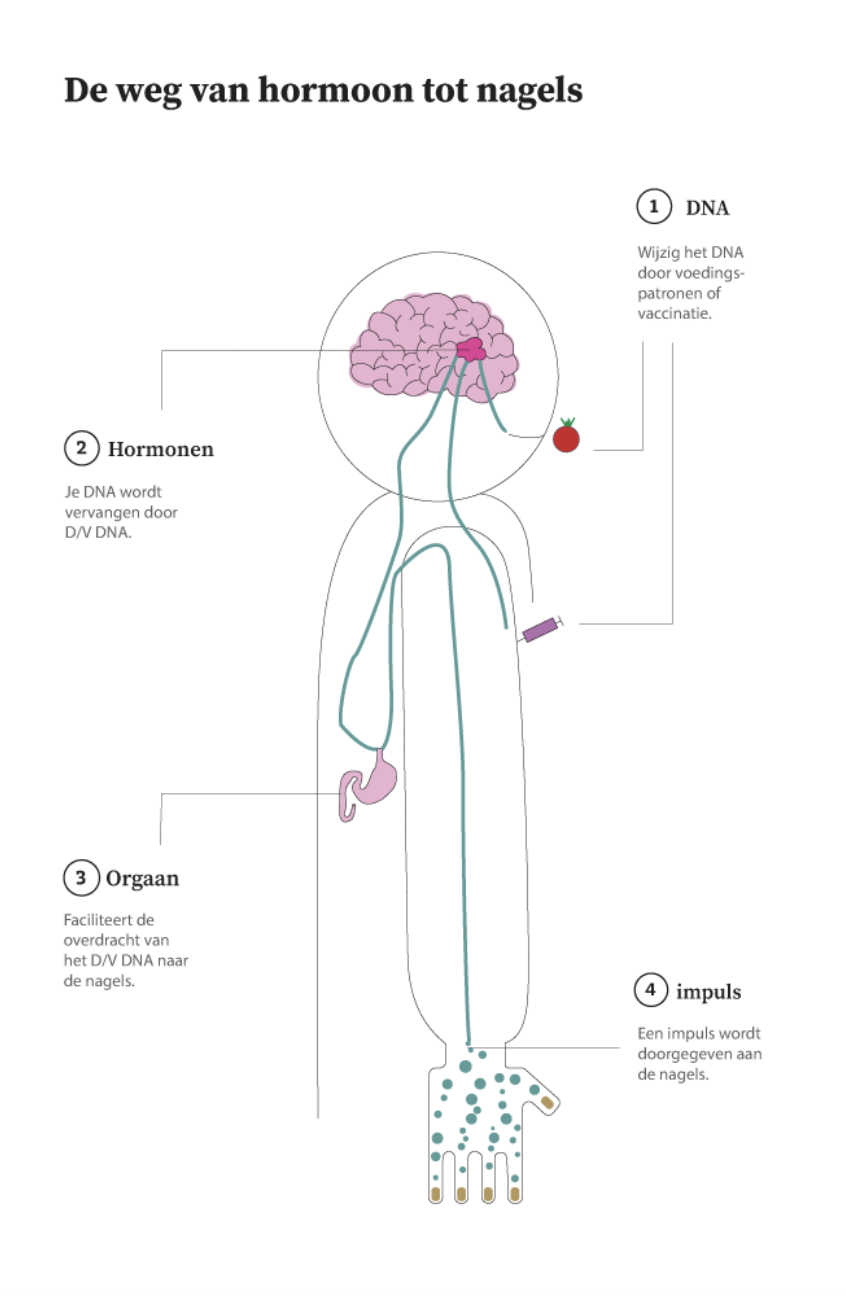 De weg van hormoon tot nagels
1 DNA
Wijzig het DNA
door voedings-
patronen of
vaccinatie.
2 Hormonen
Je DNA wordt
vervangen door
D/V DNA.
3 Orgaan
Faciliteert de
overdracht van
het D/V DNA naar
de nagels.
4 impuls
Een impuls wordt
doorgegeven aan
de nagels.